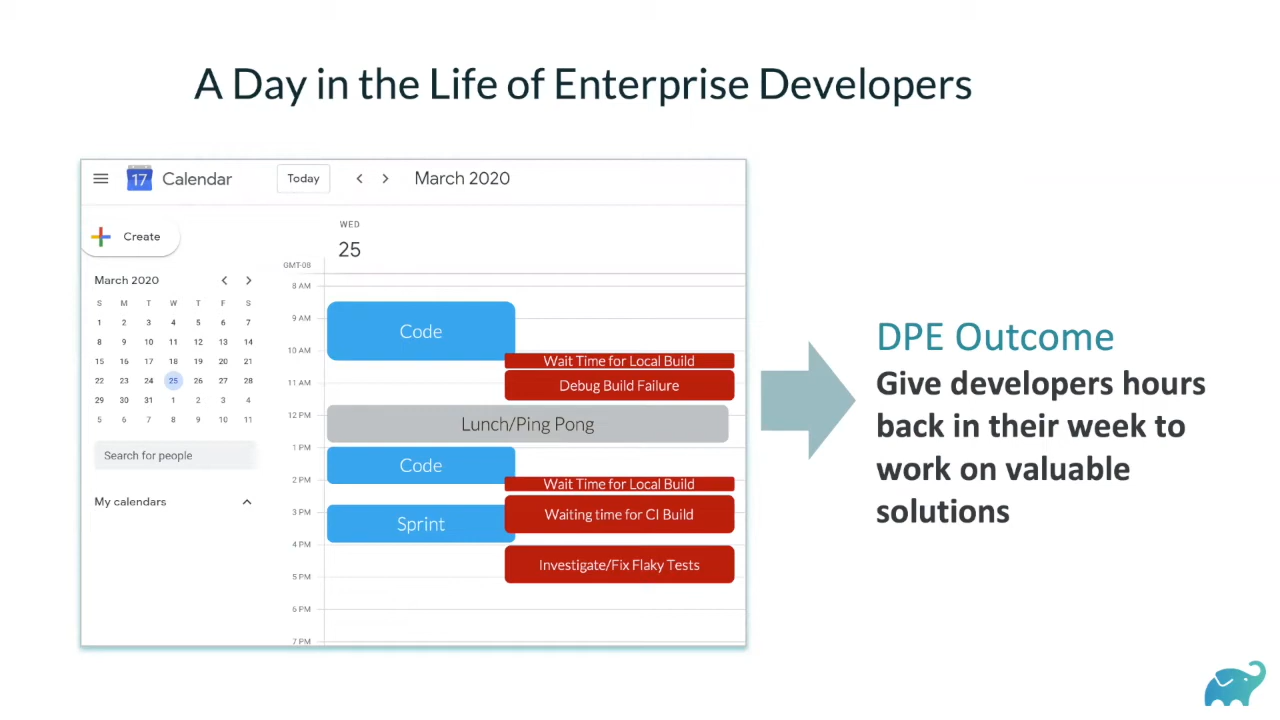 A Day in the Life of Enterprise Developers
17 Calendar Today March 2020
Create
WED
25
GMT-08
March 2020
S M T W T F S
1 2 3 4 5 6 7
8 9 10 11 12 13 14
15 16 17 18 19 20 21
22 23 24 25 26 27 28
29 30 31 1 2 3 4
5 6 7 8 9 10 11
Search for people
My calendars
8 AM
9 AM
Code
10 AM
Wait Time for Local Build
11 AM
Debug Build Failure
12 PM
Lunch/Ping Pong
1 PM
Code
2 PM
Wait Time for Local Build
3 PM
Waiting time for CI Build
Sprint
4 PM
Investigate/Fix Flaky Tests
5 PM
6 PM
7 PM
DPE Outcome
Give developers hours
back in their week to
work on valuable
solutions